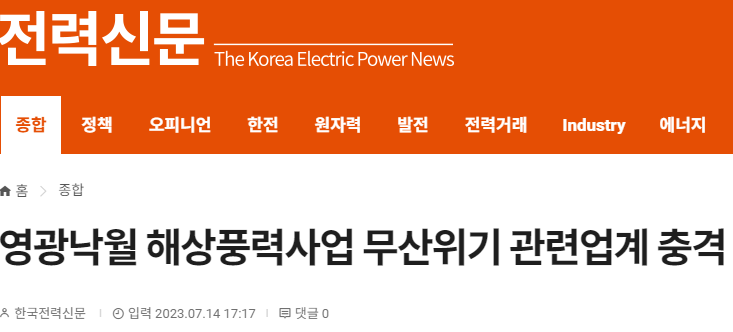 전력신문
The Korea Electric Power News
종합 정책 오피니언 한전 원자력 발전 전력거래 Industry 에너지
홈 종합
영광낙월 해상풍력사업 무산위기 관련업계 충격
한국전력신문 입력 2023.07.14 17:17 댓글 0